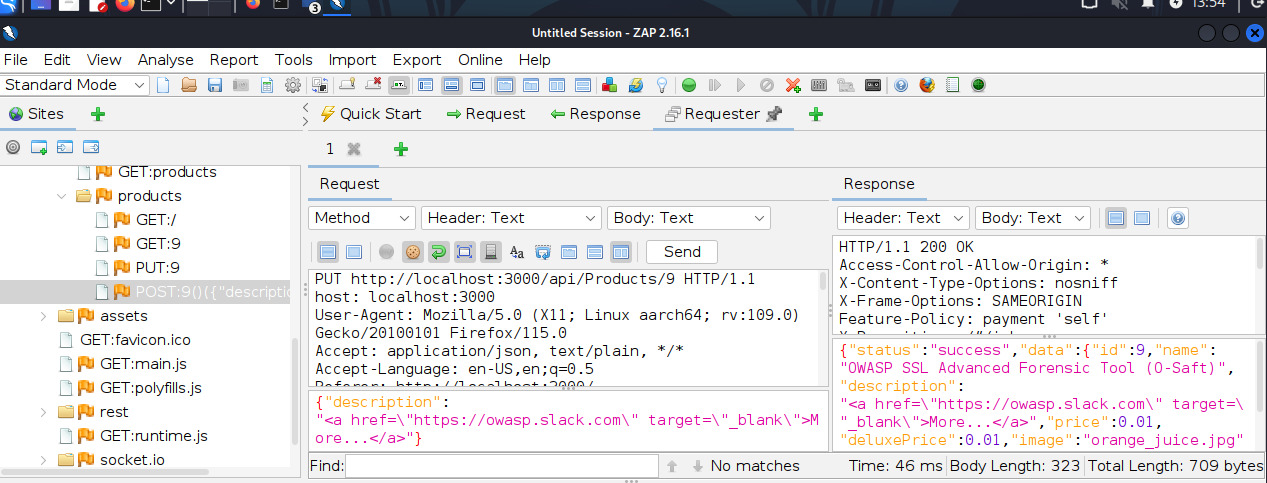 3
13:54
Untitled Session - ZAP 2.16.1
File Edit View Analyse Report Tools Import Export Online Help
Standard Mode
Sites
Quick Start
Request
Response
Requester
1
GET:products
products
GET:/
GET:9
PUT:9
POST:9()({"descriptio
assets
GET:favicon.ico
GET:main.js
GET:polyfills.js
rest
GET:runtime.js
socket.io
Request
Method
Header: Text
Body: Text
Send
PUT http://localhost:3000/api/Products/9 HTTP/1.1
host: localhost:3000
User-Agent: Mozilla/5.0 (X11; Linux aarch64; rv:109.0)
Gecko/20100101 Firefox/115.0
Accept: application/json, text/plain, */*
Accept-Language: en-US,en;q=0.5
Referer: http://localhost:3000/
{"description":
"<a href=\"https://owasp.slack.com\" target=\"_blank\">M
ore...</a>"}
Find:
No matches
Response
Header: Text
Body: Text
HTTP/1.1 200 OK
Access-Control-Allow-Origin: *
X-Content-Type-Options: nosniff
X-Frame-Options: SAMEORIGIN
Feature-Policy: payment 'self'
{"status":"success","data":{"id":9,"name":
"OWASP SSL Advanced Forensic Tool (O-Saft)",
"description":
"<a href=\"https://owasp.slack.com\" target=\
"_blank\">More...</a>","price":0.01,
"deluxePrice":0.01,"image":"orange_juice.jpg"
Time: 46 ms
Body Length: 323
Total Length: 709 bytes